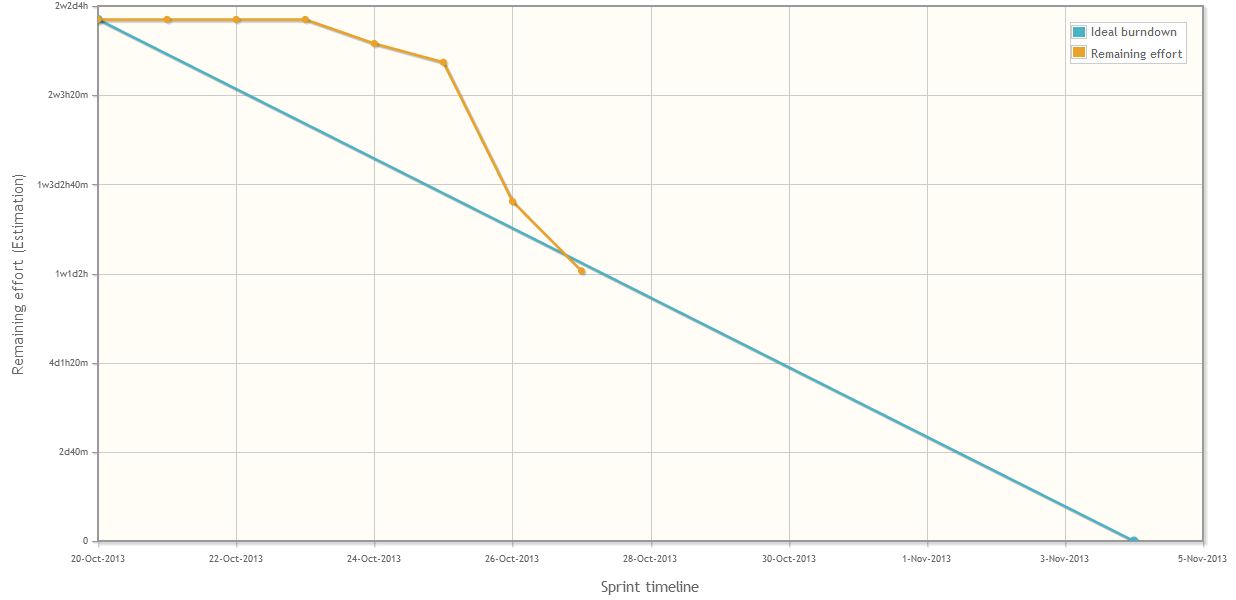 2w2d4h
2w3h20m
1w3d2h40m
1w1d2h
4d1h20m
2d40m
0
Remaining effort (Estimation)
Ideal burndown
Remaining effort
20-Oct-2013 22-Oct-2013 24-Oct-2013 26-Oct-2013 28-Oct-2013 30-Oct-2013 1-Nov-2013 3-Nov-2013 5-Nov-2013
Sprint timeline